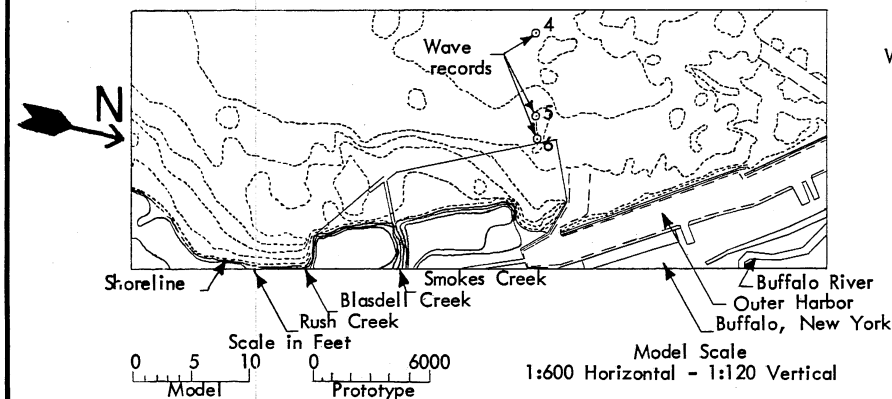 4
Wave
records
W
N
5
6
Shoreline
Smokes Creek
Blasdell Creek
Rush Creek
Buffalo River
Outer Harbor
Buffalo, New York
Scale in Feet
0 5 10 0 6000
Model Prototype
Model Scale
1:600 Horizontal - 1:120 Vertical